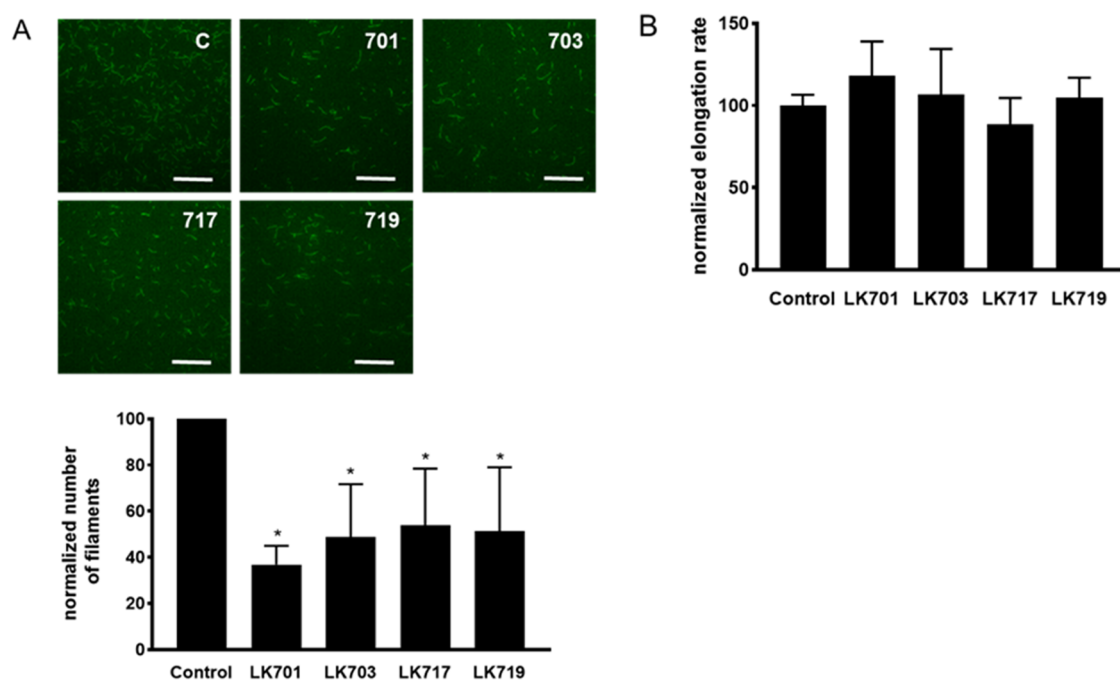 A
C
701
703
717
719
normalized number
of filaments
100
80
60
40
20
0
*
*
*
*
Control LK701 LK703 LK717 LK719
B
normalized elongation rate
150
100
50
0
Control LK701 LK703 LK717 LK719